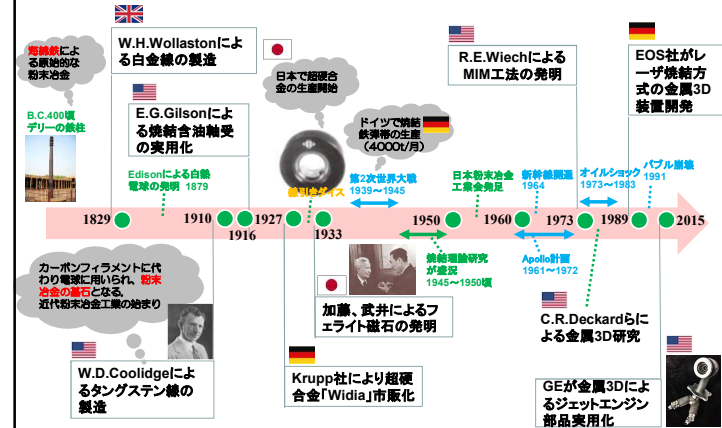 海綿鉄によ
る原始的な
粉末冶金
B.C.400頃
デリーの鉄柱
W.H.Wollastonによ
る白金線の製造
E.G.Gilsonによ
る焼結含油軸受
の実用化
Edisonによる白熱
電球の発明 1879
日本で超硬合
金の生産開始
線引きダイス
ドイツで焼結
鉄弾帯の生産
(4000t/月)
第2次世界大戦
1939～1945
R.E.Wiechによる
MIM工法の発明
日本粉末冶金
工業会発足
新幹線開通
1964
オイルショック
1973～1983
EOS社がレ
ーザ焼結方
式の金属3D
装置開発
バブル崩壊
1991
1829
1910
1916
1927
1933
1950
1960
1973
1989
2015
焼結理論研究
が盛況
1945～1950頃
Apollo計画
1961～1972
カーボンフィラメントに代
わり電球に用いられ、粉末
冶金の基石となる。
近代粉末冶金工業の始まり
W.D.Coolidgeによ
るタングステン線の
製造
Krupp社により超硬
合金「Widia」市販化
加藤、武井によるフ
ェライト磁石の発明
C.R.Deckardらに
よる金属3D研究
GEが金属3Dによ
るジェットエンジン
部品実用化